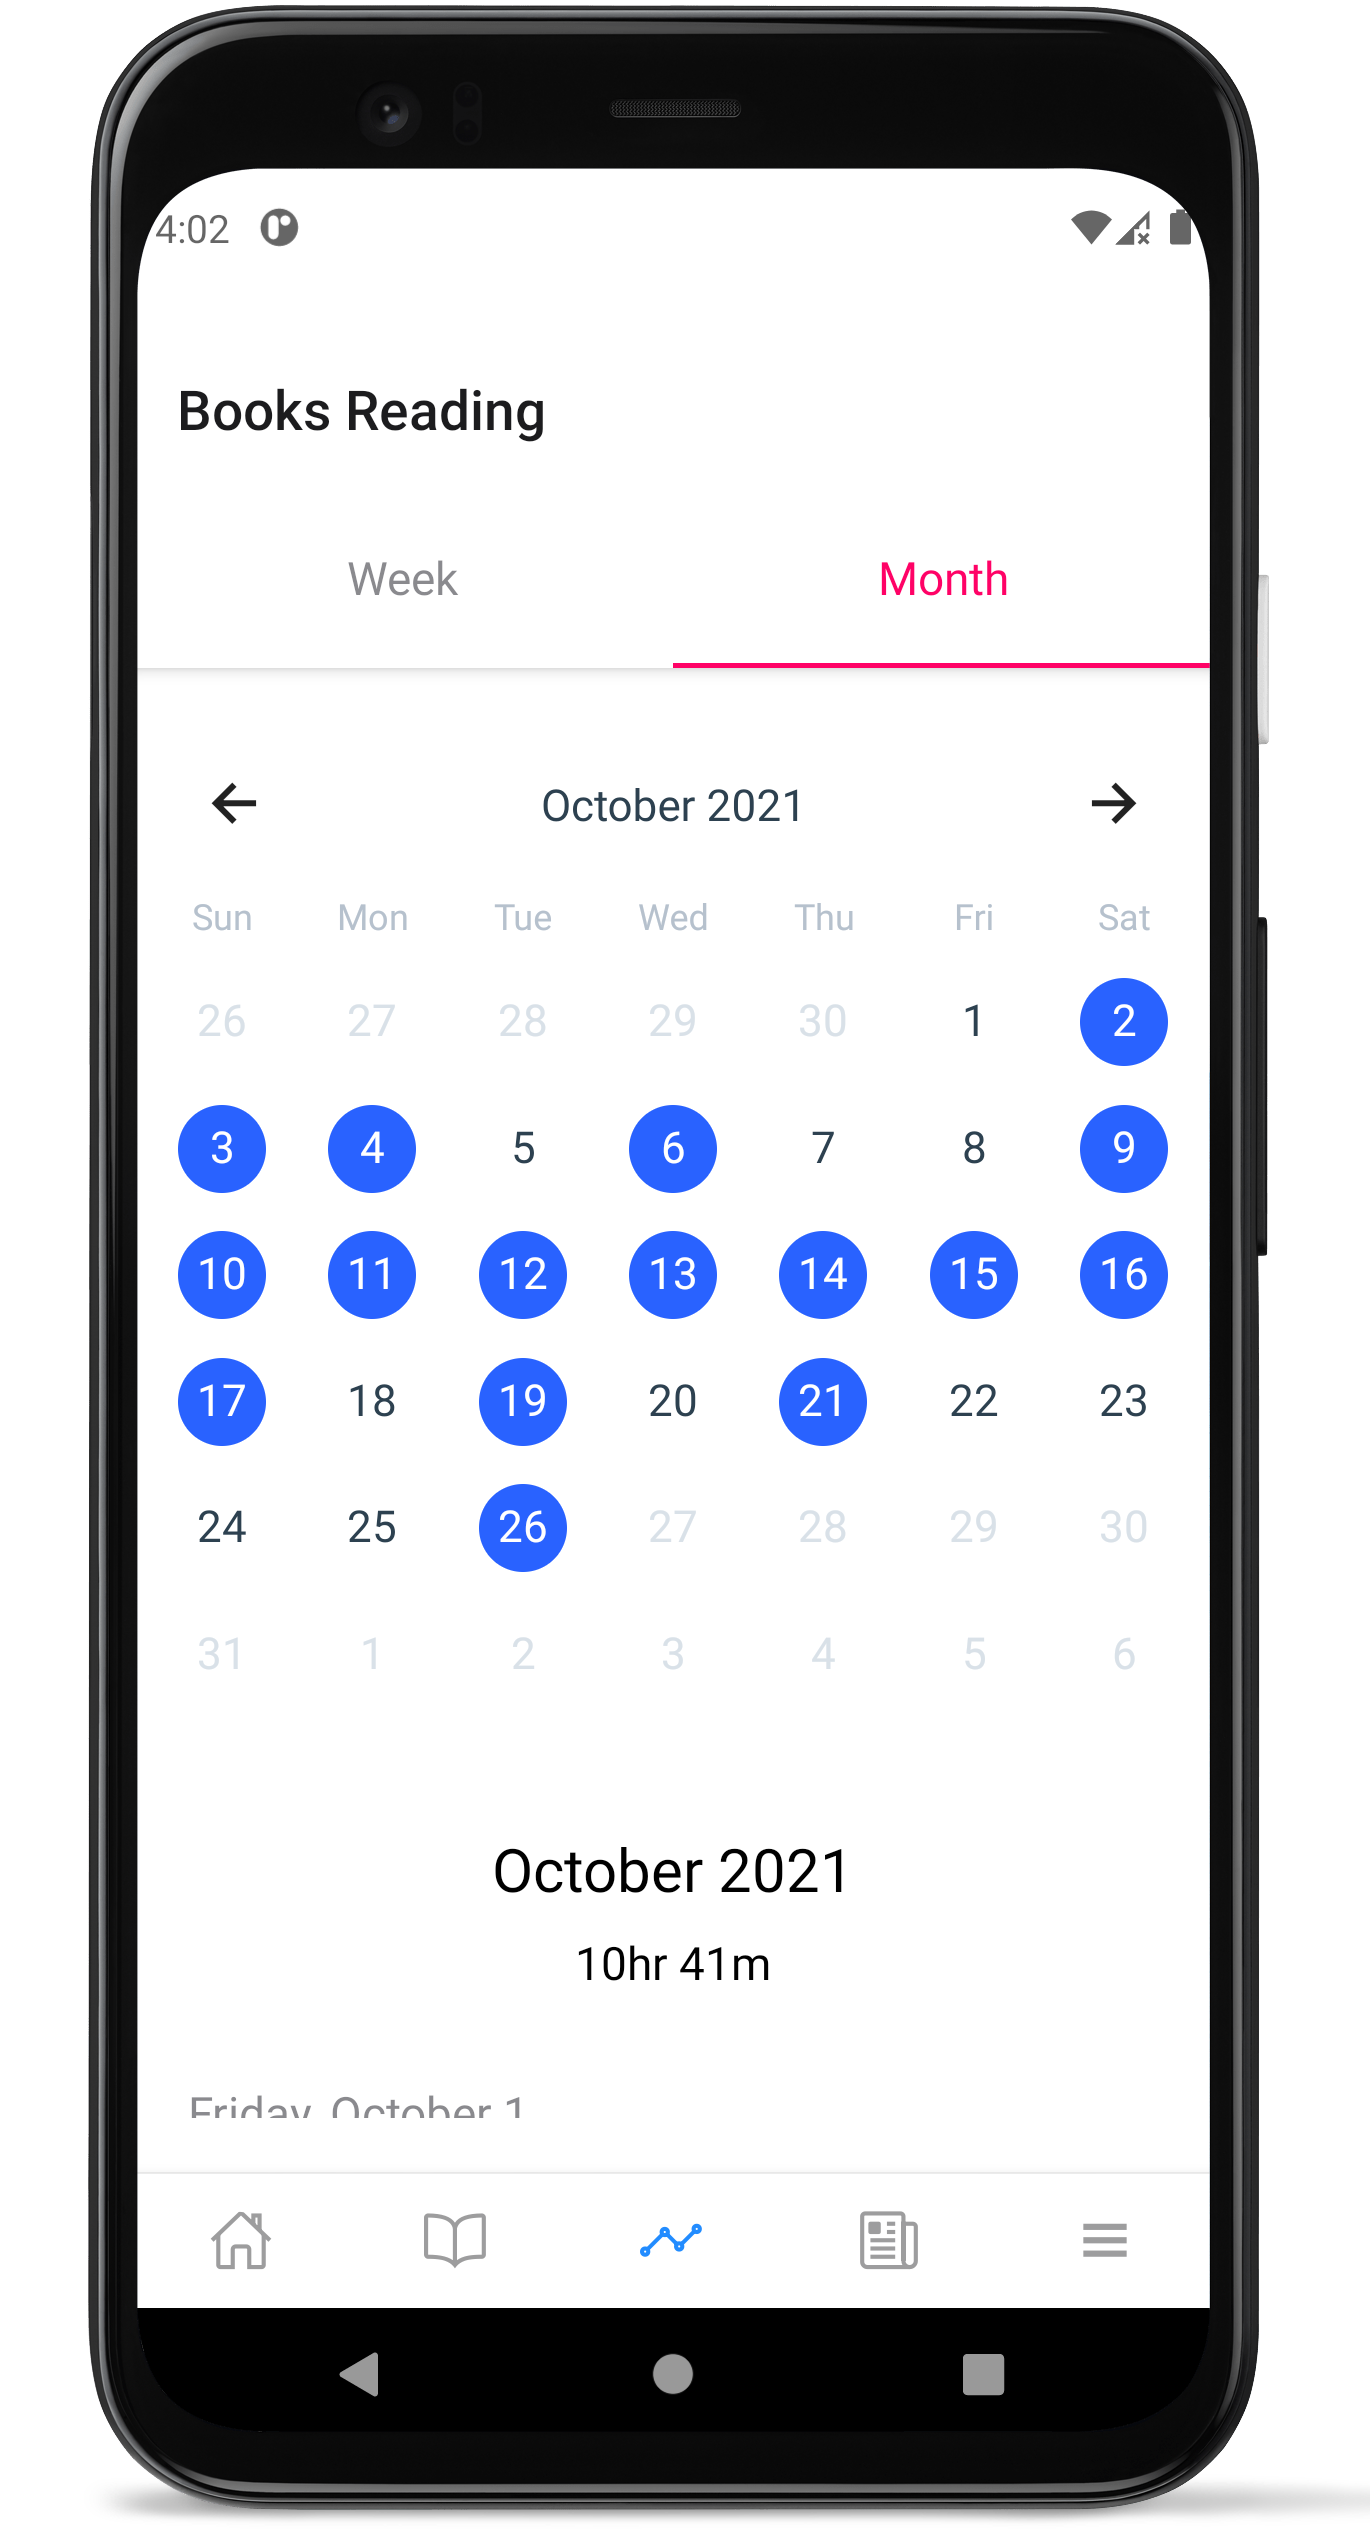 4:02
Books Reading
Week Month
October 2021
Sun Mon Tue Wed Thu Fri Sat
26 27 28 29 30 1 2
3 4 5 6 7 8 9
10 11 12 13 14 15 16
17 18 19 20 21 22 23
24 25 26 27 28 29 30
31 1 2 3 4 5 6
October 2021
10hr 41m
Friday, October 1